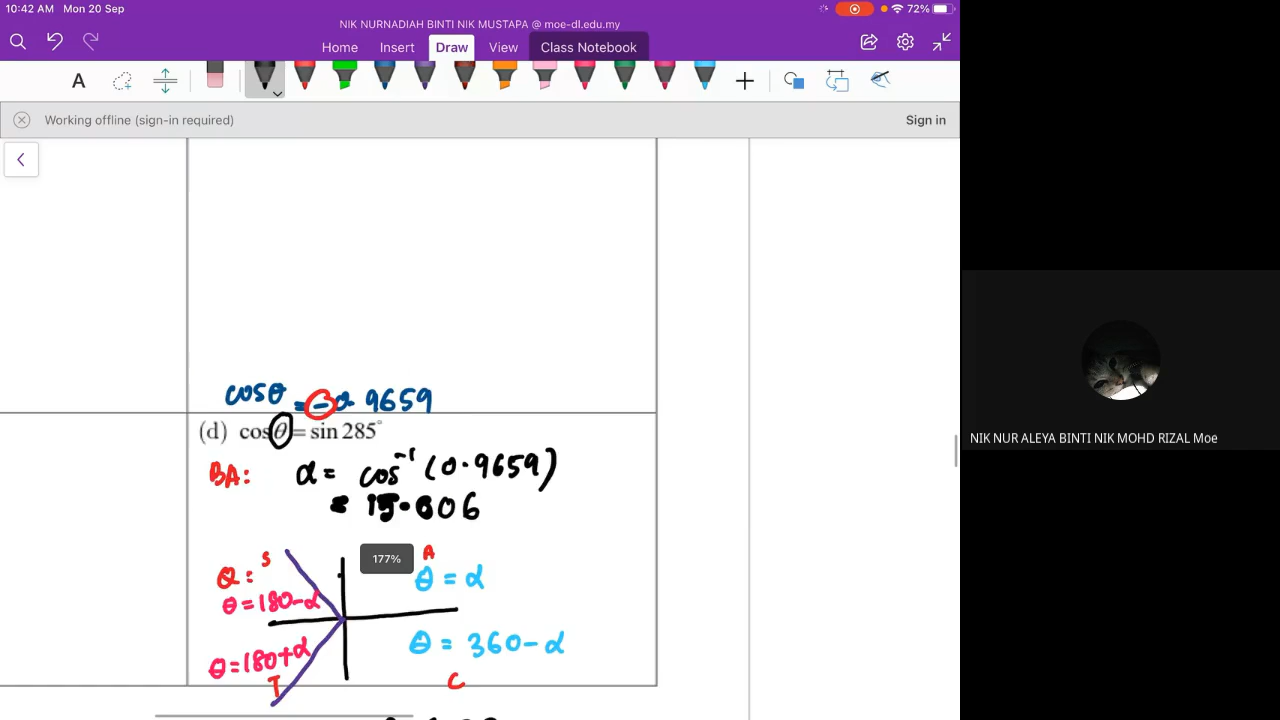 10:42 AM Mon 20 Sep
72%
NIK NURNADIAH BINTI NIK MUSTAPA @ moe-dl.edu.my
Home Insert Draw View Class Notebook
A
Working offline (sign-in required) Sign in
cosθ = -0.9659
(d) cosθ = sin 285°
BA: α = cos⁻¹ (0.9659)
= 15.006
177%
S
A
Q:
θ = α
θ = 180 - α
θ = 360 - α
θ = 180 + α
T
C
NIK NUR ALEYA BINTI NIK MOHD RIZAL Moe